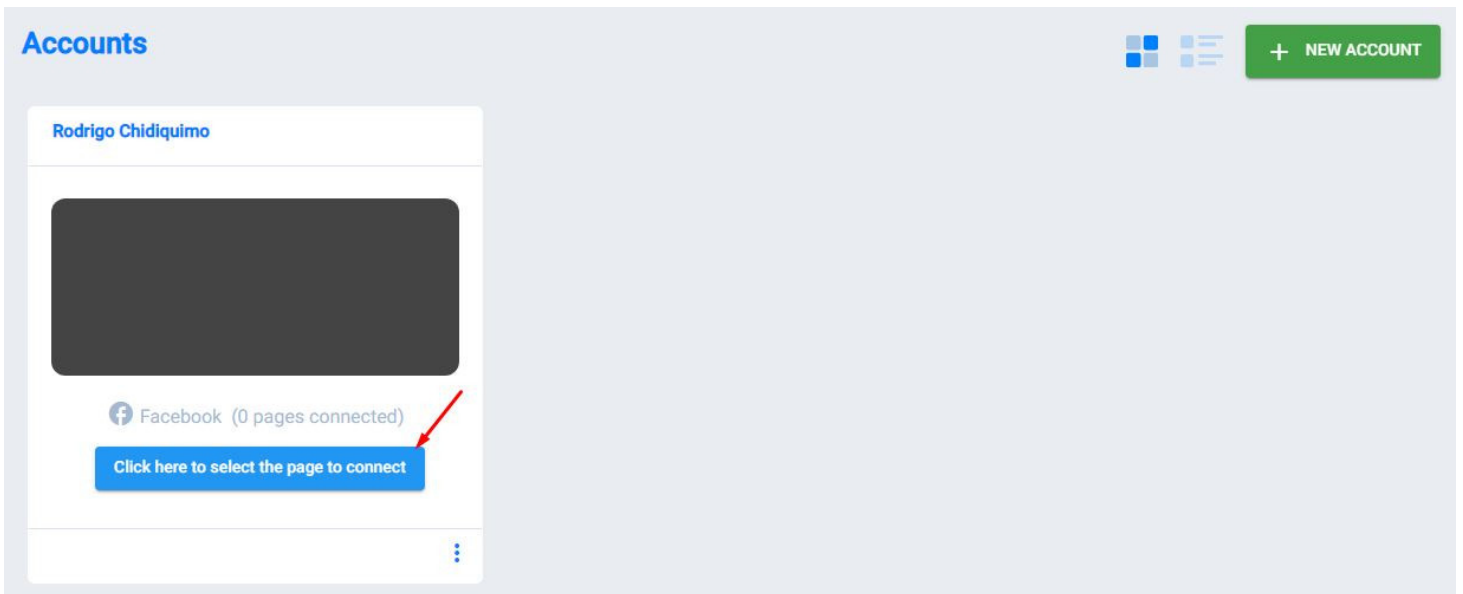 Accounts
+ NEW ACCOUNT
Rodrigo Chidiquimo
Facebook (0 pages connected)
Click here to select the page to connect